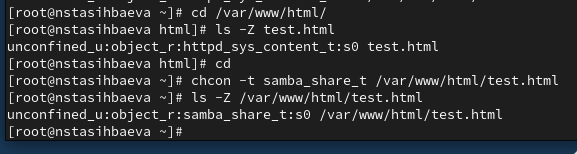 [root@nstasihbaeva ~]# cd /var/www/html/
[root@nstasihbaeva html]# ls -Z test.html
unconfined_u:object_r:httpd_sys_content_t:s0 test.html
[root@nstasihbaeva html]# cd
[root@nstasihbaeva ~]# chcon -t samba_share_t /var/www/html/test.html
[root@nstasihbaeva ~]# ls -Z /var/www/html/test.html
unconfined_u:object_r:samba_share_t:s0 /var/www/html/test.html
[root@nstasihbaeva ~]#